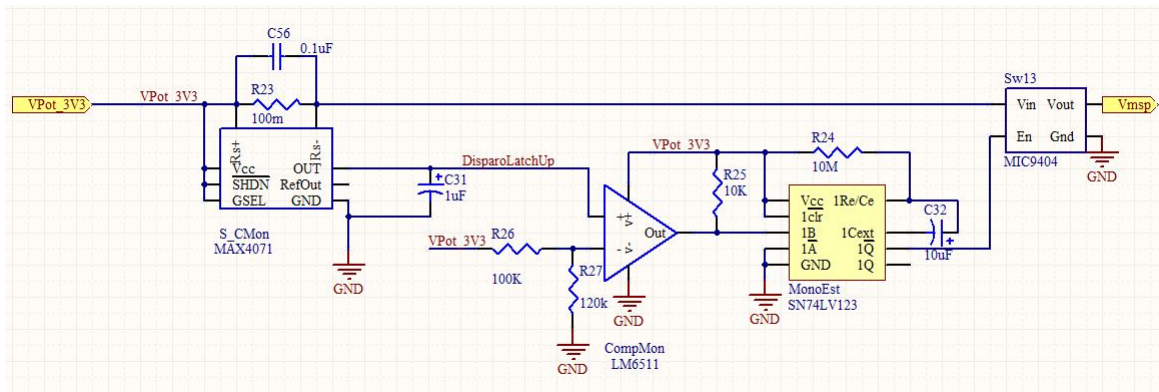 C56
0.1uF
VPot_3V3
VPot_3V3
R23
100m
Rs+
Rs-
Vcc
OUT
SHDN
RefOut
GSEL
GND
S_CMon
MAX4071
GND
C31
1uF
DisparoLatchUp
VPot_3V3
R26
100K
R27
120k
GND
+
v+
-
v-
Out
GND
CompMon
LM6511
VPot_3V3
R25
10K
R24
10M
Vcc
1Re/Ce
1clr
1B
1Cext
1A
1Q
GND
1Q
MonoEst
SN74LV123
GND
C32
10uF
Sw13
Vin
Vout
En
Gnd
MIC9404
Vmsp
GND